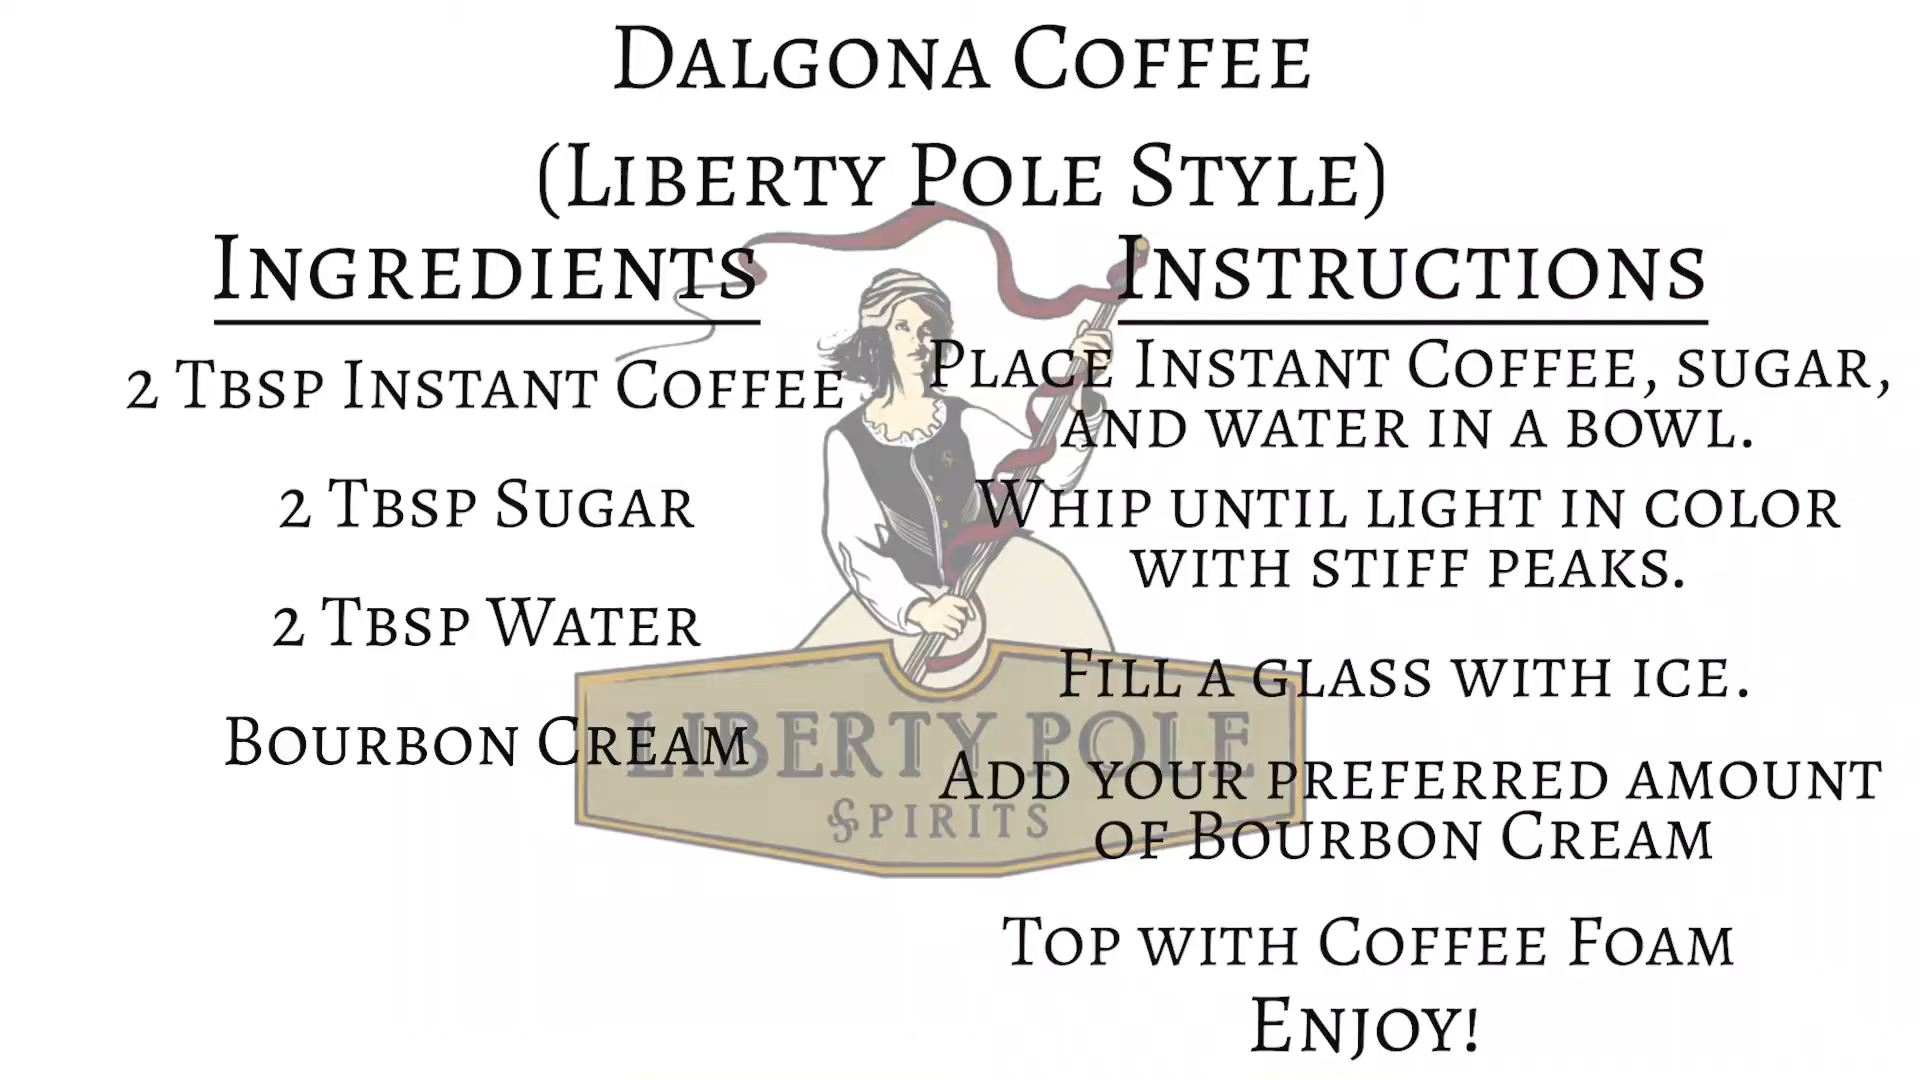 Dalgona Coffee
(Liberty Pole Style)
Ingredients
2 Tbsp Instant Coffee
2 Tbsp Sugar
2 Tbsp Water
Bourbon Cream
Instructions
Place Instant Coffee, sugar,
and water in a bowl.
Whip until light in color
with stiff peaks.
Fill a glass with ice.
Add your preferred amount
of Bourbon Cream
Top with Coffee Foam
Enjoy!
LIBERTY POLE
SPIRITS